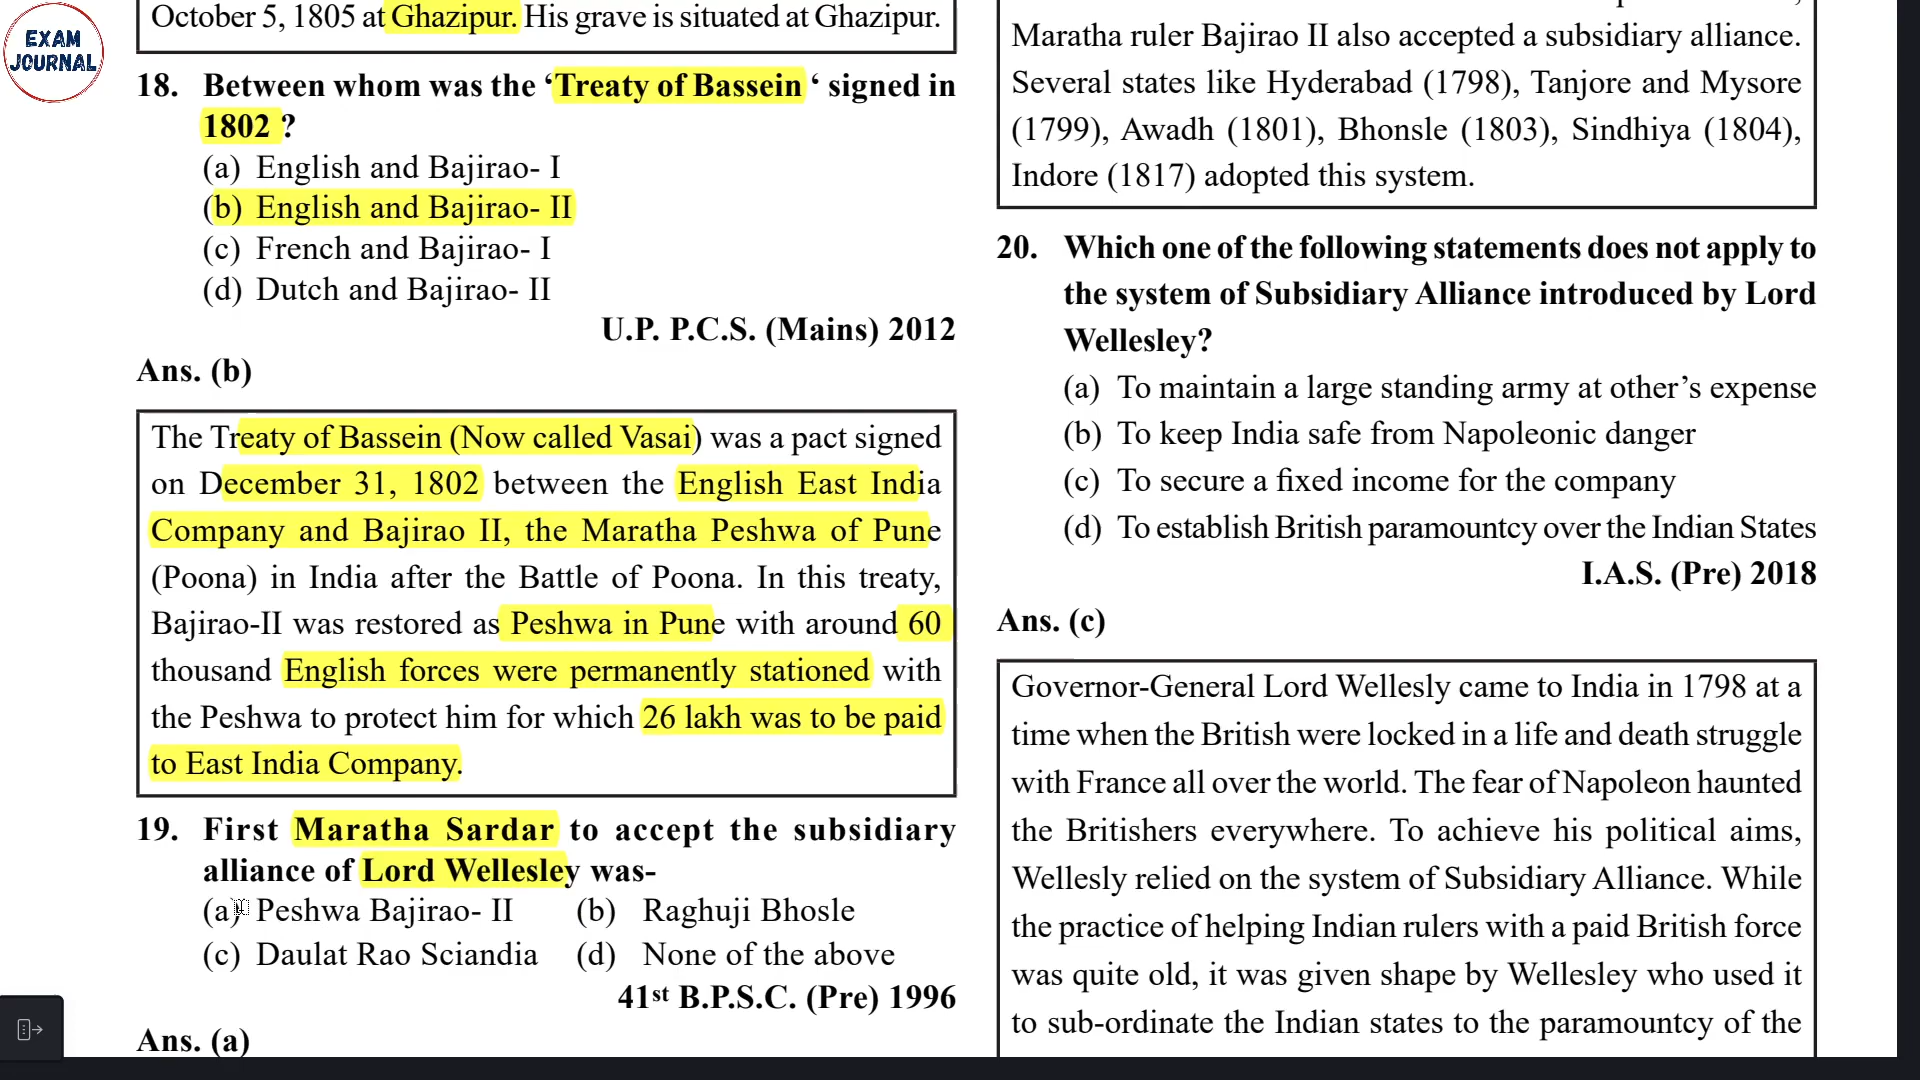 EXAM
JOURNAL
October 5, 1805 at Ghazipur. His grave is situated at Ghazipur.
18. Between whom was the ‘Treaty of Bassein ‘ signed in
1802 ?
(a) English and Bajirao- I
(b) English and Bajirao- II
(c) French and Bajirao- I
(d) Dutch and Bajirao- II
U.P. P.C.S. (Mains) 2012
Ans. (b)
The Treaty of Bassein (Now called Vasai) was a pact signed
on December 31, 1802 between the English East India
Company and Bajirao II, the Maratha Peshwa of Pune
(Poona) in India after the Battle of Poona. In this treaty,
Bajirao-II was restored as Peshwa in Pune with around 60
thousand English forces were permanently stationed with
the Peshwa to protect him for which 26 lakh was to be paid
to East India Company.
19. First Maratha Sardar to accept the subsidiary
alliance of Lord Wellesley was-
(a) Peshwa Bajirao- II (b) Raghuji Bhosle
(c) Daulat Rao Sciandia (d) None of the above
41st B.P.S.C. (Pre) 1996
Ans. (a)
Maratha ruler Bajirao II also accepted a subsidiary alliance.
Several states like Hyderabad (1798), Tanjore and Mysore
(1799), Awadh (1801), Bhonsle (1803), Sindhiya (1804),
Indore (1817) adopted this system.
20. Which one of the following statements does not apply to
the system of Subsidiary Alliance introduced by Lord
Wellesley?
(a) To maintain a large standing army at other’s expense
(b) To keep India safe from Napoleonic danger
(c) To secure a fixed income for the company
(d) To establish British paramountcy over the Indian States
I.A.S. (Pre) 2018
Ans. (c)
Governor-General Lord Wellesly came to India in 1798 at a
time when the British were locked in a life and death struggle
with France all over the world. The fear of Napoleon haunted
the Britishers everywhere. To achieve his political aims,
Wellesly relied on the system of Subsidiary Alliance. While
the practice of helping Indian rulers with a paid British force
was quite old, it was given shape by Wellesley who used it
to sub-ordinate the Indian states to the paramountcy of the